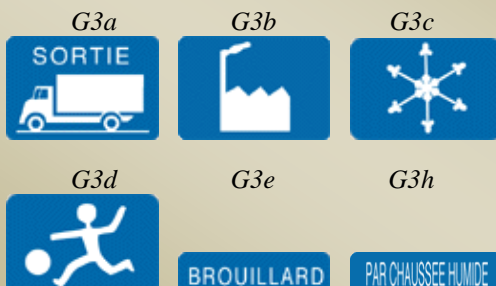 G3a G3b G3c
SORTIE
G3d G3e G3h
BROUILLARD PAR CHAUSSEE HUMIDE